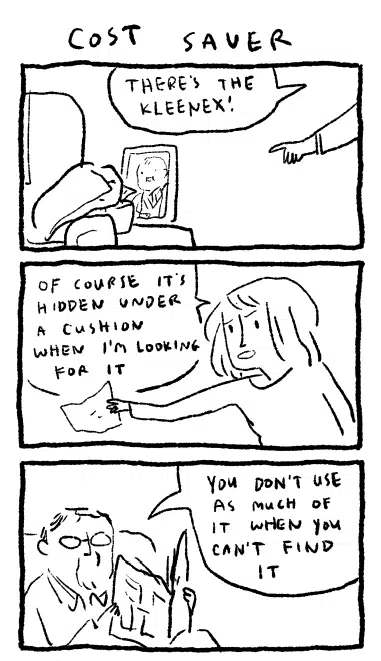 COST SAVER
THERE'S THE
KLEENEX!
OF COURSE IT'S
HIDDEN UNDER
A CUSHION
WHEN I'M LOOKING
FOR IT
YOU DON'T USE
AS MUCH OF
IT WHEN YOU
CAN'T FIND
IT